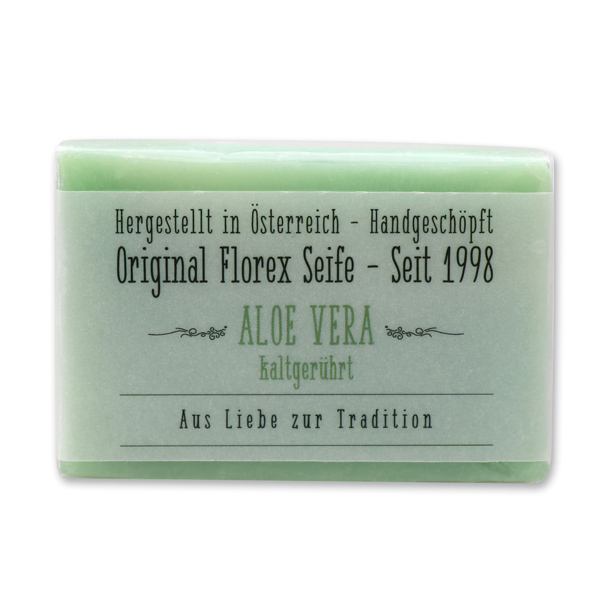 Hergestellt in Österreich - Handgeschöpft
Original Florex Seife - Seit 1998
ALOE VERA
kaltgerührt
Aus Liebe zur Tradition